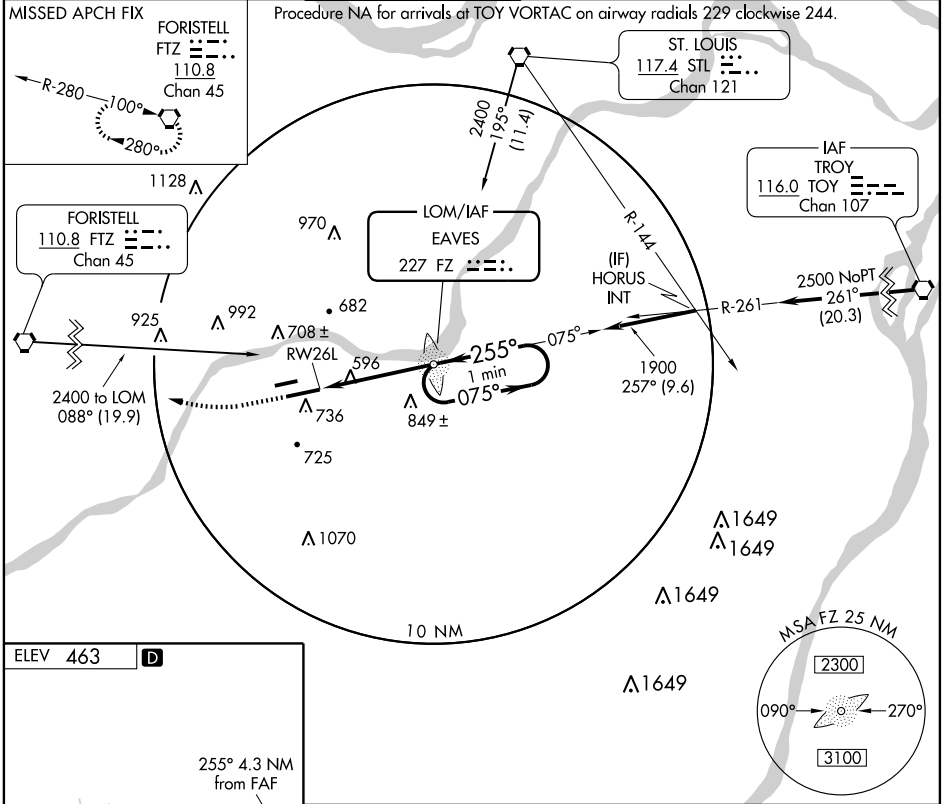 MISSED APCH FIX
FORISTELL
FTZ
110.8
Chan 45
R-280
100°
280°
Procedure NA for arrivals at TOY VORTAC on airway radials 229 clockwise 244.
ST. LOUIS
117.4 STL
Chan 121
2400
195°
(11.4)
IAF
TROY
116.0 TOY
Chan 107
1128
FORISTELL
110.8 FTZ
Chan 45
970
LOM/IAF
EAVES
227 FZ
R-144
(IF)
HORUS
INT
R-261
2500 NoPT
261°
(20.3)
925
992
682
708 ±
RW26L
596
255°
075°
1 min
075°
1900
257° (9.6)
2400 to LOM
088° (19.9)
736
849 ±
725
1070
1649
1649
1649
1649
10 NM
MSA FZ 25 NM
2300
090°
270°
3100
ELEV 463 D
255° 4.3 NM
from FAF